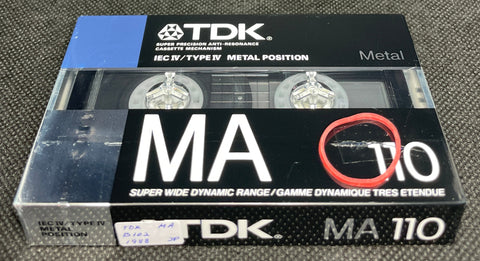 TDK®
SUPER PRECISION ANTI-RESONANCE
CASSETTE MECHANISM
IEC IV/TYPE IV METAL POSITION
Metal
MA
110
SUPER WIDE DYNAMIC RANGE/GAMME DYNAMIQUE TRES ETENDUE
IEC IV/TYPE IV
METAL
POSITION
TDK MA
1988 JP
TDK®
MA 110